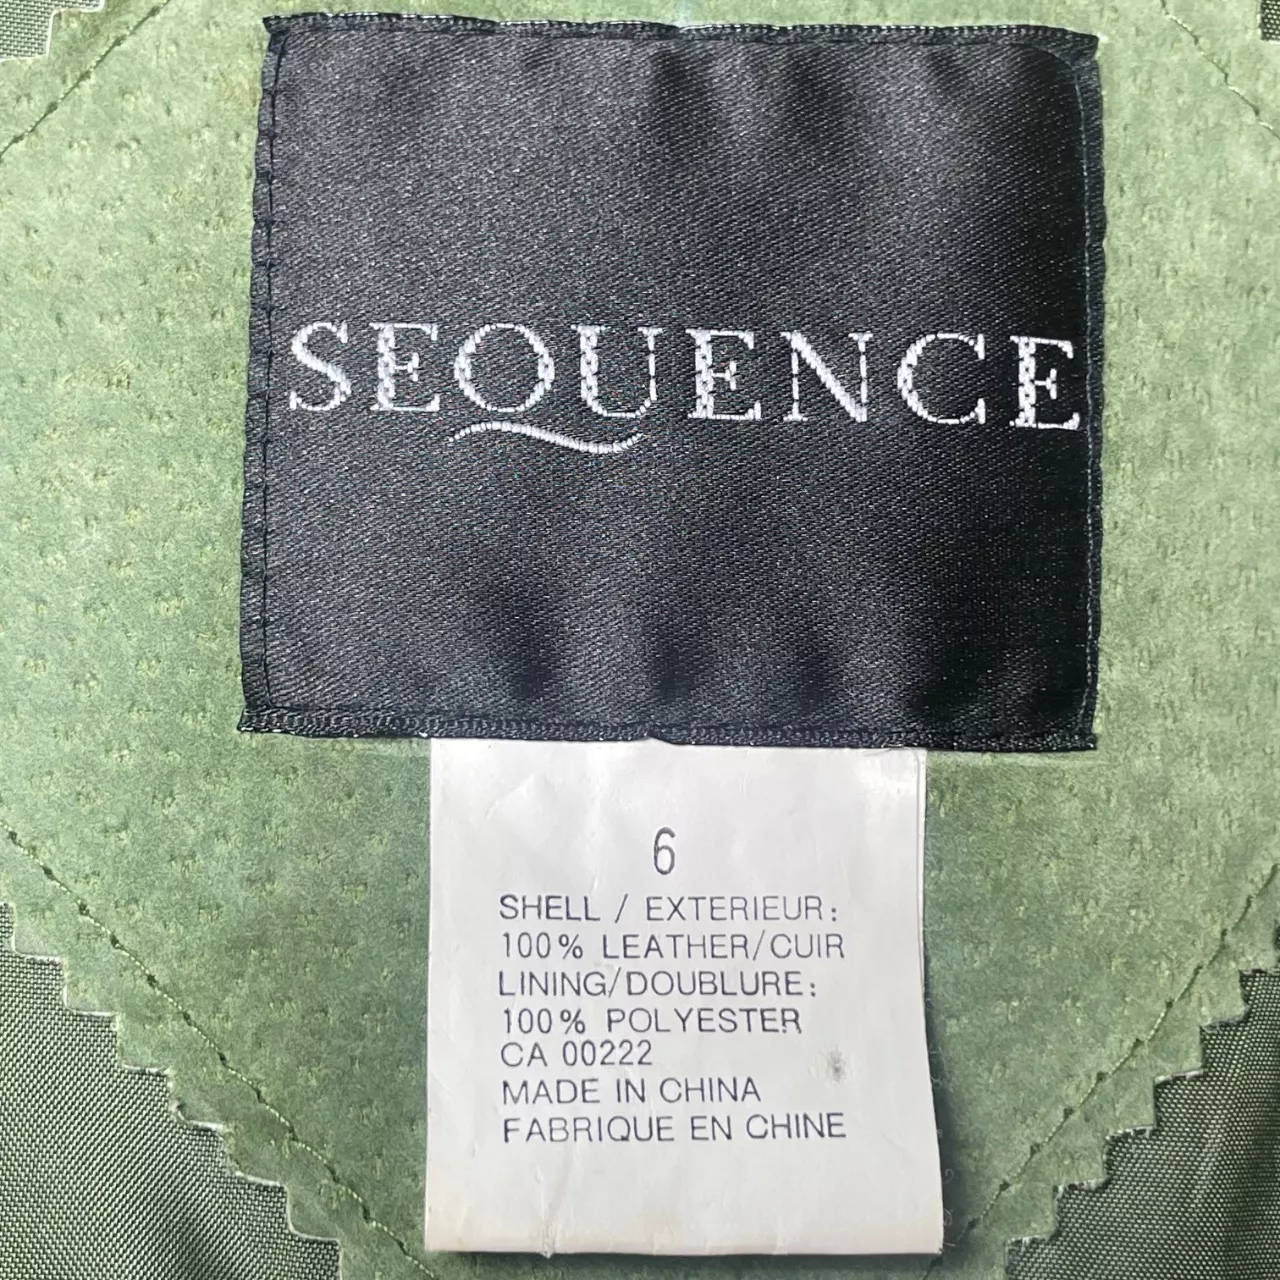 SEQUENCE
6
SHELL / EXTERIEUR:
100% LEATHER/CUIR
LINING/DOUBLURE:
100% POLYESTER
CA 00222
MADE IN CHINA
FABRIQUE EN CHINE